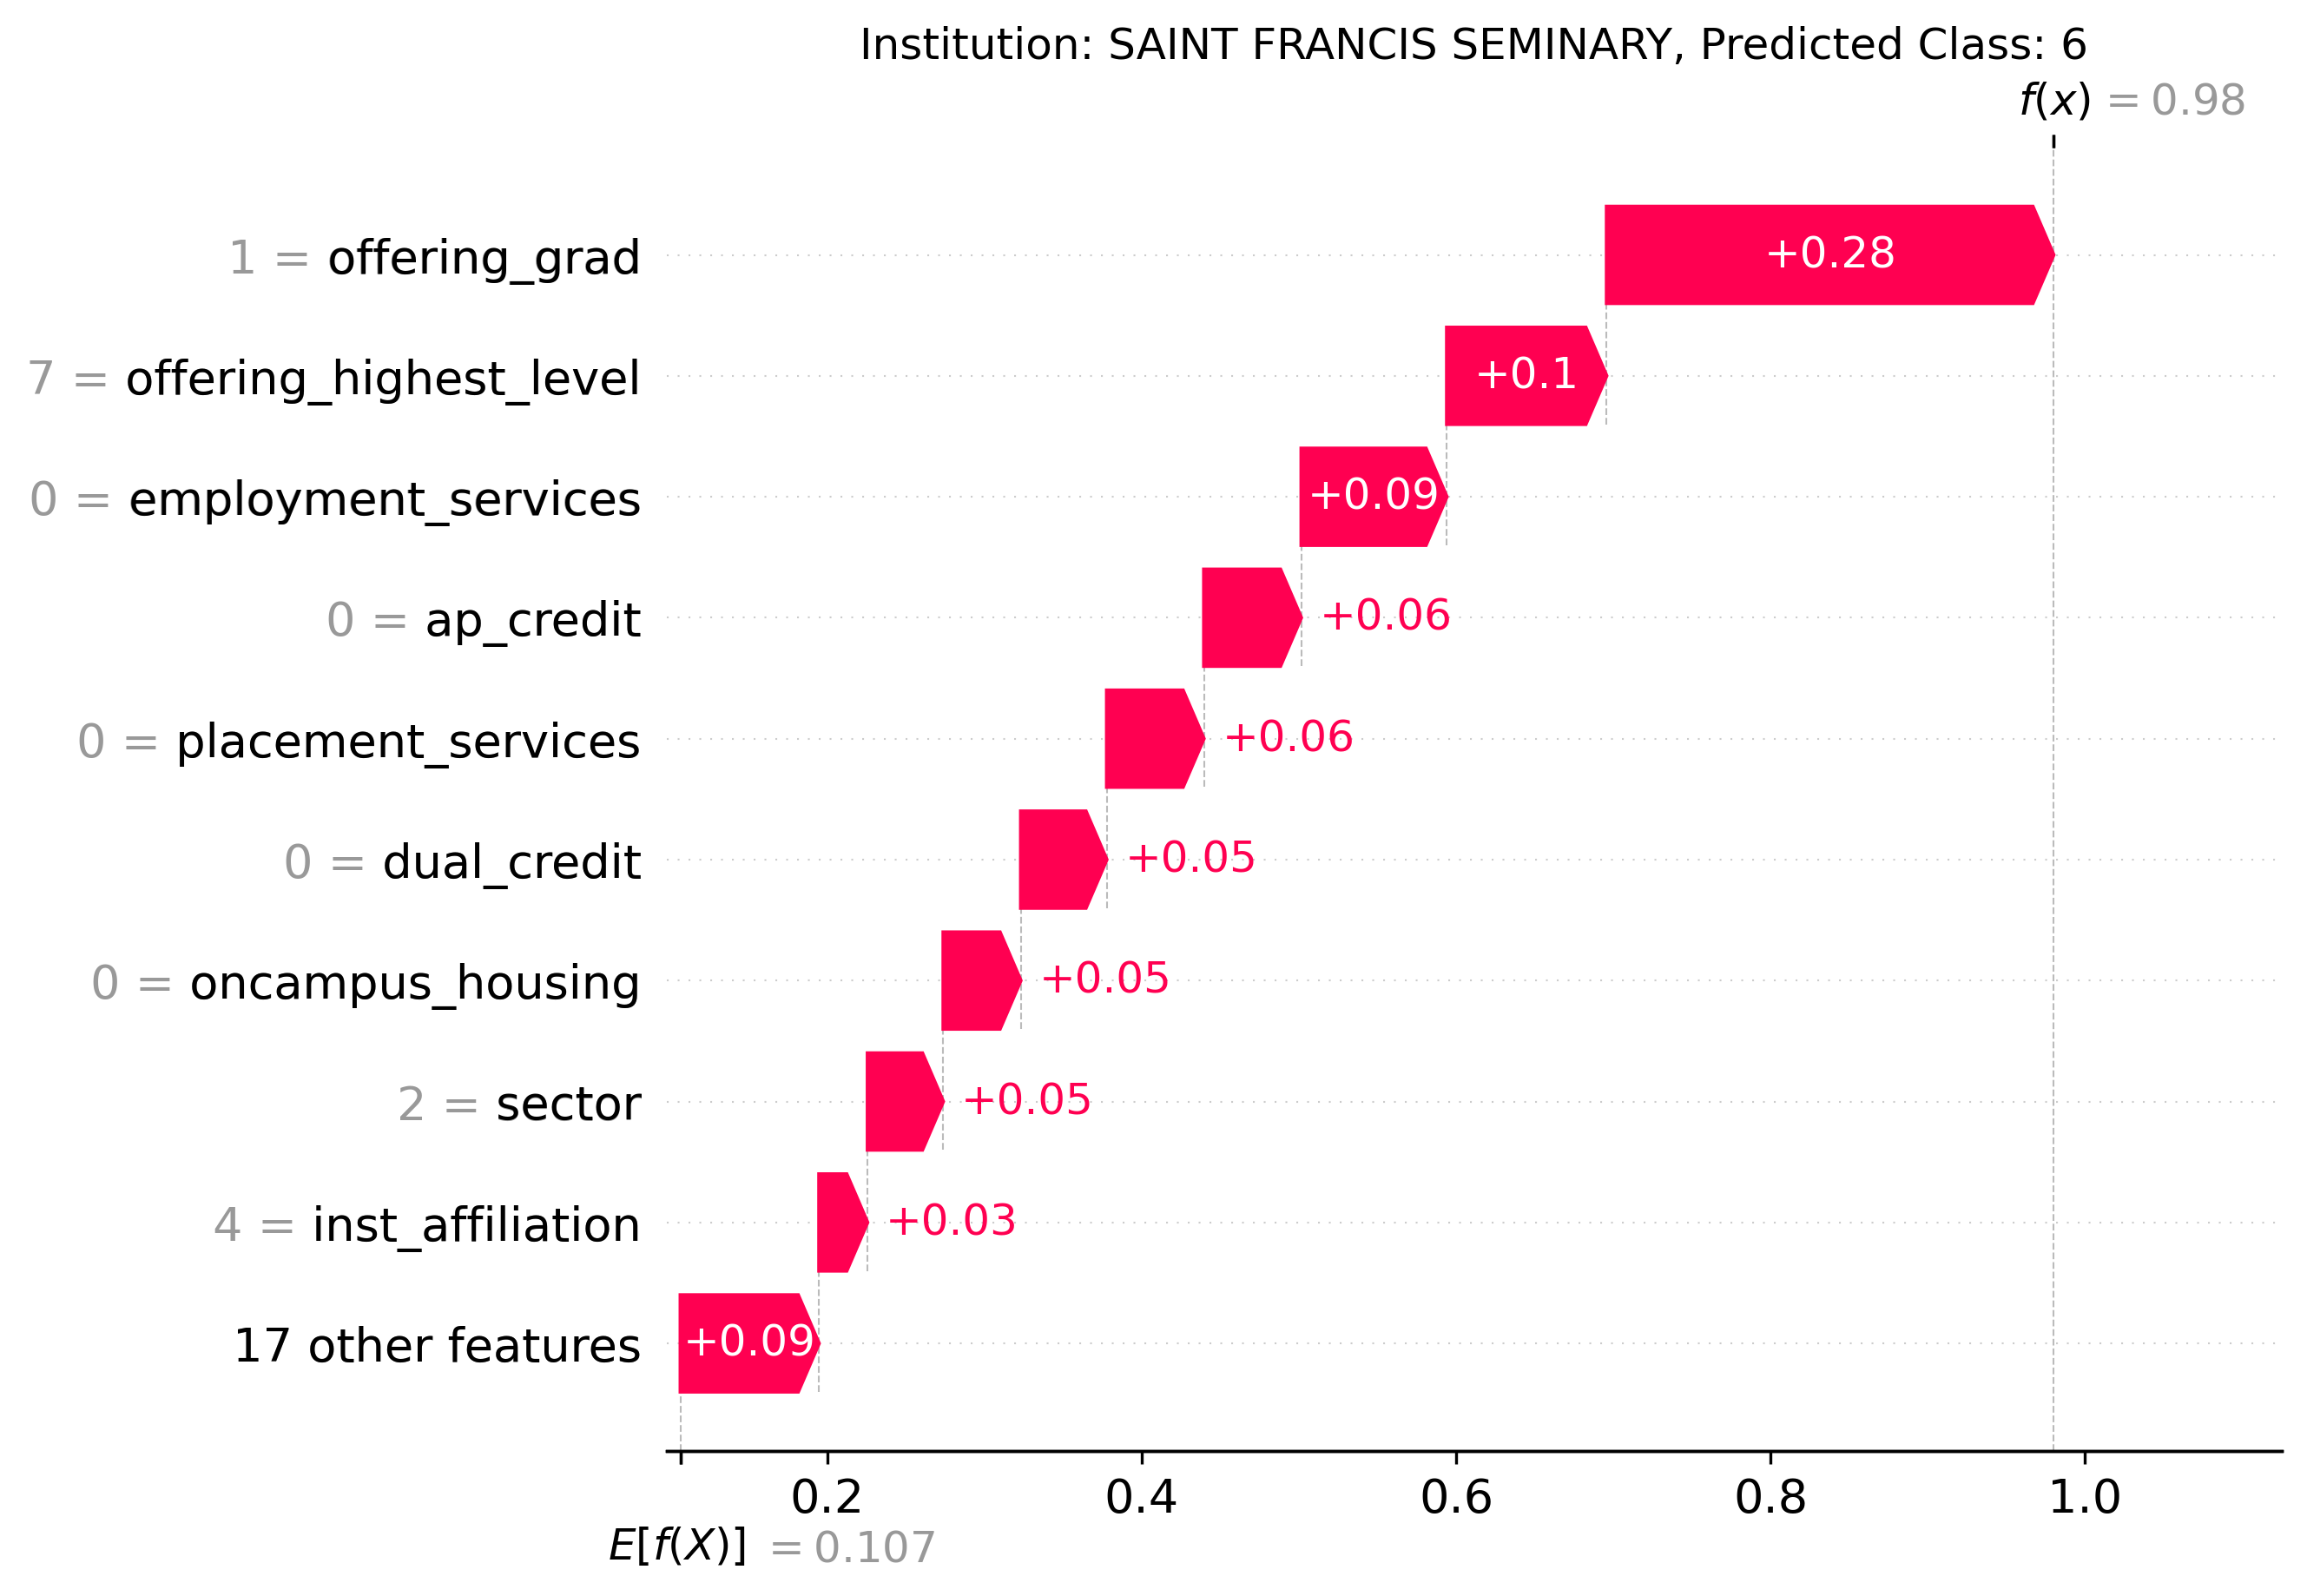 Institution: SAINT FRANCIS SEMINARY, Predicted Class: 6
f(x) = 0.98
1 = offering_grad +0.28
7 = offering_highest_level +0.1
0 = employment_services +0.09
0 = ap_credit +0.06
0 = placement_services +0.06
0 = dual_credit +0.05
0 = oncampus_housing +0.05
2 = sector +0.05
4 = inst_affiliation +0.03
17 other features +0.09
0.2 0.4 0.6 0.8 1.0
E[f(X)] = 0.107